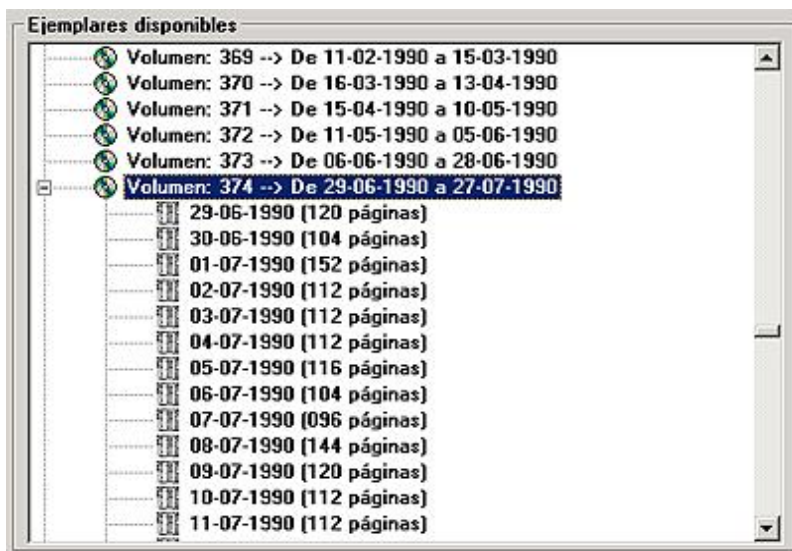 Ejemplares disponibles
Volumen: 369 --> De 11-02-1990 a 15-03-1990
Volumen: 370 --> De 16-03-1990 a 13-04-1990
Volumen: 371 --> De 15-04-1990 a 10-05-1990
Volumen: 372 --> De 11-05-1990 a 05-06-1990
Volumen: 373 --> De 06-06-1990 a 28-06-1990
Volumen: 374 --> De 29-06-1990 a 27-07-1990
29-06-1990 (120 páginas)
30-06-1990 (104 páginas)
01-07-1990 (152 páginas)
02-07-1990 (112 páginas)
03-07-1990 (112 páginas)
04-07-1990 (112 páginas)
05-07-1990 (116 páginas)
06-07-1990 (104 páginas)
07-07-1990 (096 páginas)
08-07-1990 (144 páginas)
09-07-1990 (120 páginas)
10-07-1990 (112 páginas)
11-07-1990 (112 páginas)